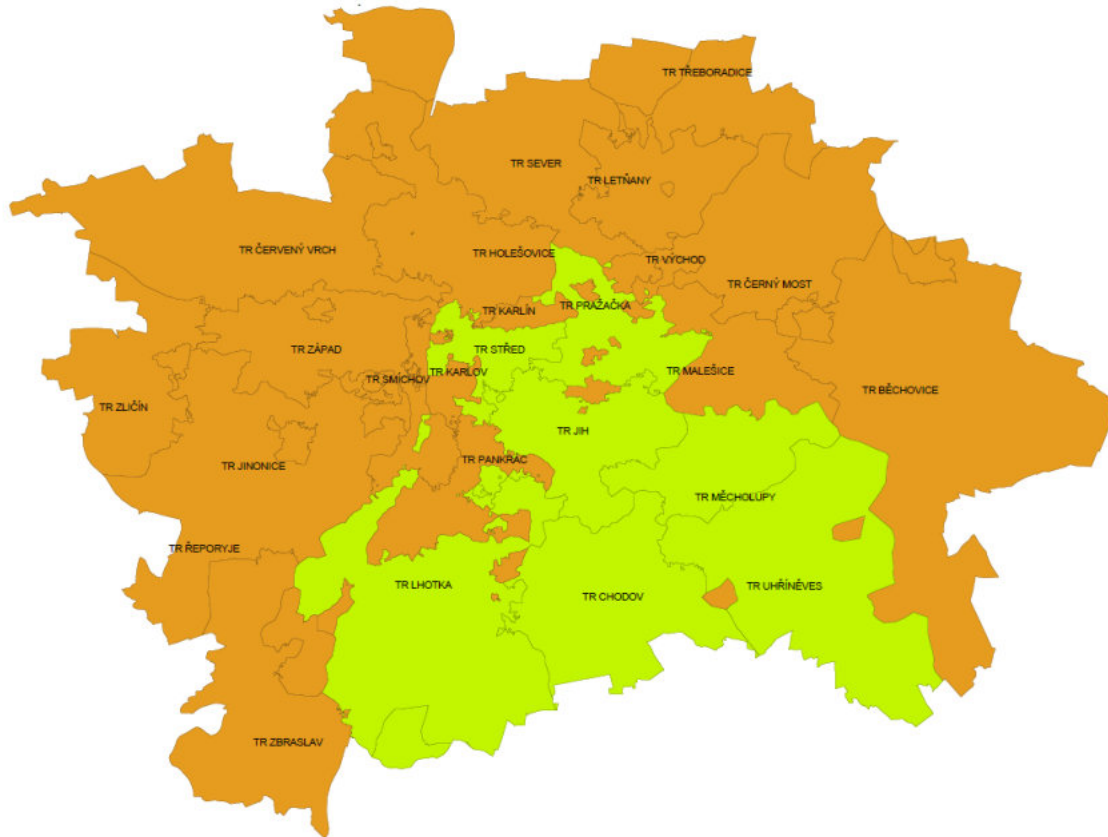 TR TŘEBORADICE
TR SEVER
TR LETŇANY
TR ČERVENÝ VRCH
TR HOLEŠOVICE
TR VÝCHOD
TR ČERNÝ MOST
TR KARLÍN
TR PRAŽAČKA
TR ZÁPAD
TR STŘED
TR SMÍCHOV
TR KARLOV
TR MALEŠICE
TR BĚCHOVICE
TR ZLIČÍN
TR JIH
TR JINONICE
TR PANKRÁC
TR MĚCHOLUPY
TR ŘEPORYJE
TR LHOTKA
TR CHODOV
TR UHŘÍNĚVES
TR ZBRASLAV